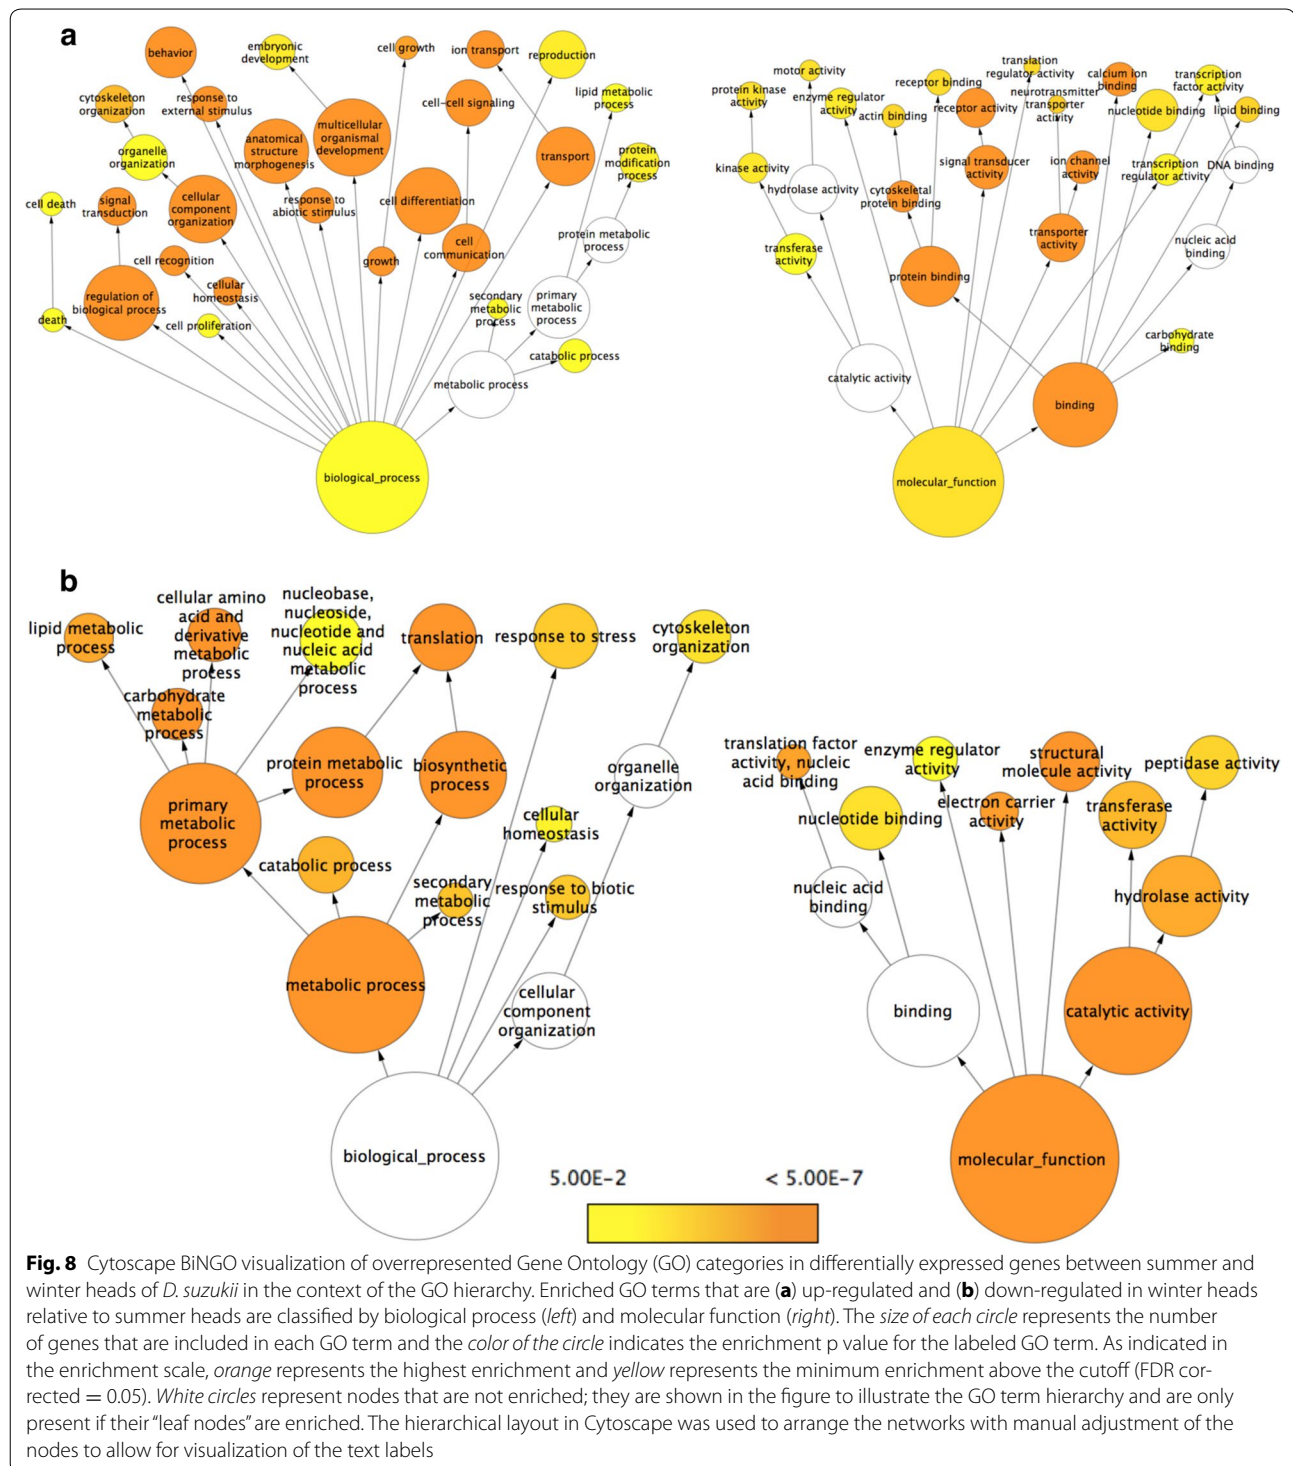 a
behavior
embryonic
development
cell growth
ion transport
reproduction
cytoskeleton
organization
response to
external stimulus
cell-cell signaling
lipid metabolic
process
organelle
organization
anatomical
structure
morphogenesis
multicellular
organismal
development
transport
protein
modification
process
cell death
signal
transduction
cellular
component
organization
response to
abiotic stimulus
cell differentiation
protein metabolic
process
cell recognition
growth
cell
communication
regulation of
biological process
cellular
homeostasis
secondary
metabolic
process
primary
metabolic
process
death
cell proliferation
catabolic process
metabolic process
biological_process
motor activity
translation
regulator activity
protein kinase
activity
enzyme regulator
activity
receptor binding
neurotransmitter
transporter
activity
calcium ion
binding
transcription
factor activity
actin binding
receptor activity
nucleotide binding
lipid binding
kinase activity
hydrolase activity
cytoskeletal
protein binding
signal transducer
activity
ion channel
activity
transcription
regulator activity
DNA binding
transferase
activity
protein binding
transporter
activity
nucleic acid
binding
carbohydrate
binding
catalytic activity
binding
molecular_function
b
lipid metabolic
process
cellular amino
acid and
derivative
metabolic
process
nucleobase,
nucleoside,
nucleotide and
nucleic acid
metabolic
process
translation
response to stress
cytoskeleton
organization
carbohydrate
metabolic
process
protein metabolic
process
biosynthetic
process
organelle
organization
primary
metabolic
process
cellular
homeostasis
catabolic process
secondary
metabolic
process
response to biotic
stimulus
metabolic process
cellular
component
organization
biological_process
translation factor
activity, nucleic
acid binding
enzyme regulator
activity
structural
molecule activity
peptidase activity
nucleotide binding
electron carrier
activity
transferase
activity
nucleic acid
binding
hydrolase activity
binding
catalytic activity
molecular_function
5.00E-2
< 5.00E-7
Fig. 8 Cytoscape BiNGO visualization of overrepresented Gene Ontology (GO) categories in differentially expressed genes between summer and
winter heads of D. suzukii in the context of the GO hierarchy. Enriched GO terms that are (a) up-regulated and (b) down-regulated in winter heads
relative to summer heads are classified by biological process (left) and molecular function (right). The size of each circle represents the number
of genes that are included in each GO term and the color of the circle indicates the enrichment p value for the labeled GO term. As indicated in
the enrichment scale, orange represents the highest enrichment and yellow represents the minimum enrichment above the cutoff (FDR cor-
rected = 0.05). White circles represent nodes that are not enriched; they are shown in the figure to illustrate the GO term hierarchy and are only
present if their “leaf nodes” are enriched. The hierarchical layout in Cytoscape was used to arrange the networks with manual adjustment of the
nodes to allow for visualization of the text labels